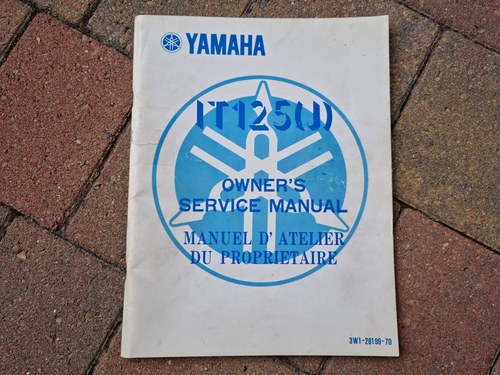 YAMAHA
IT125(J)
OWNER'S
SERVICE MANUAL
MANUEL D'ATELIER
DU PROPRIETAIRE
3W1-28199-70